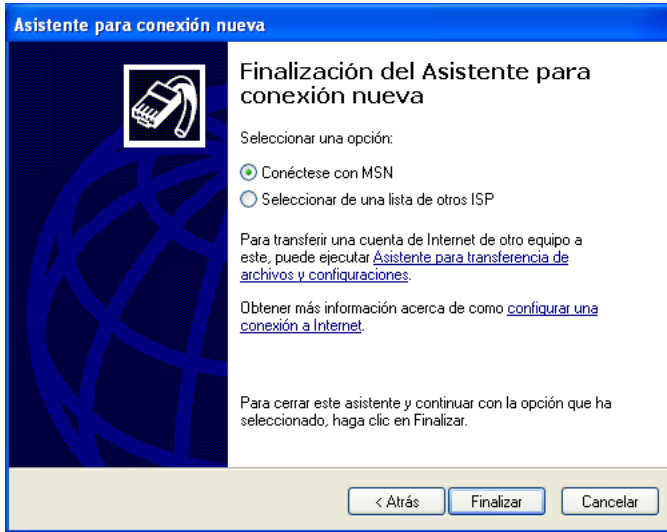 Asistente para conexión nueva
Finalización del Asistente para
conexión nueva
Seleccionar una opción:
Conéctese con MSN
Seleccionar de una lista de otros ISP
Para transferir una cuenta de Internet de otro equipo a
este, puede ejecutar Asistente para transferencia de
archivos y configuraciones.
Obtener más información acerca de como configurar una
conexión a Internet.
Para cerrar este asistente y continuar con la opción que ha
seleccionado, haga clic en Finalizar.
< Atrás Finalizar Cancelar